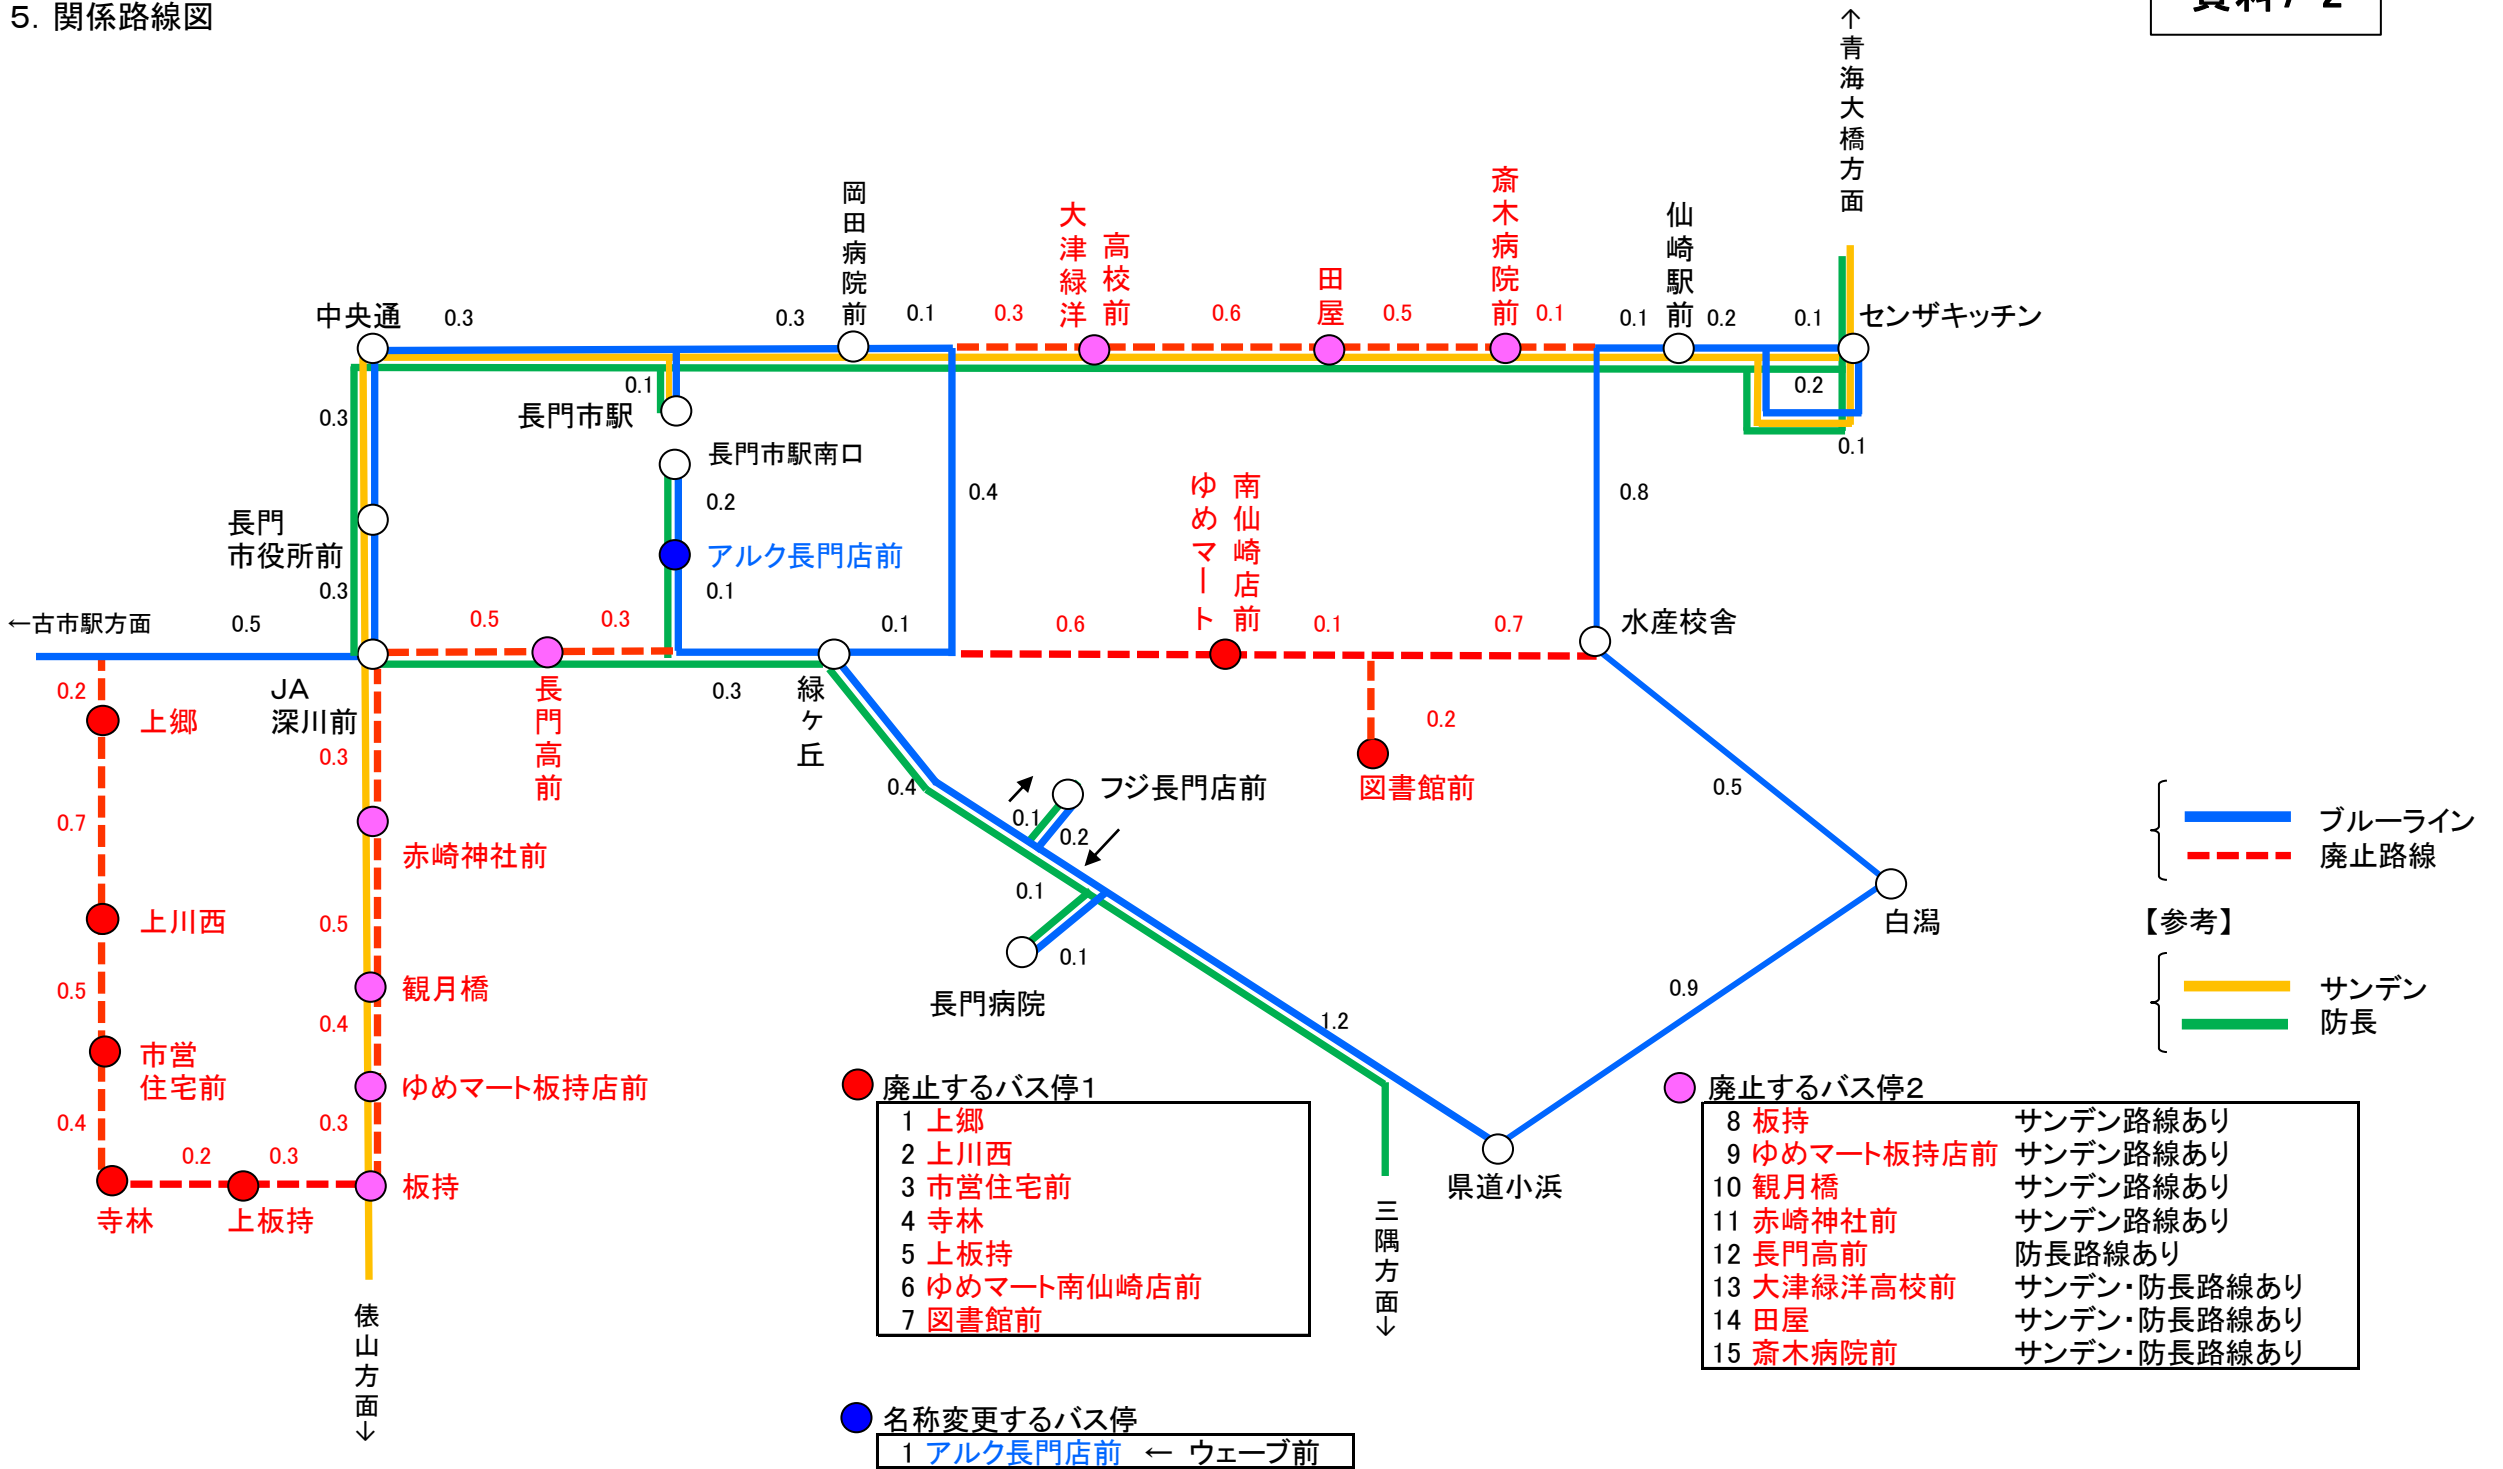 ５．関係路線図
↑青海大橋方面
岡田病院前
大津緑洋
高校前
田屋
斎木病院前
仙崎駅前
中央通
0.3
0.3
0.1
0.3
0.6
0.5
0.1
0.1
0.2
0.1
センザキッチン
0.3
0.1
長門市駅
0.2
0.1
長門市駅南口
0.2
0.4
0.8
ゆめマート
南仙崎店前
長門
市役所前
アルク長門店前
0.3
0.1
←古市駅方面
0.5
0.5
0.3
0.1
0.6
0.1
0.7
水産校舎
0.2
上郷
JA
深川前
長門高前
0.3
緑ヶ丘
0.2
図書館前
0.3
0.7
赤崎神社前
0.4
0.1
フジ長門店前
0.2
0.5
ブルーライン
廃止路線
上川西
0.5
観月橋
0.1
0.1
長門病院
白潟
【参考】
サンデン
防長
0.5
0.4
1.2
0.9
市営
住宅前
ゆめマート板持店前
0.4
0.3
0.2
0.3
寺林
上板持
板持
県道小浜
三隅方面↓
俵山方面↓
廃止するバス停１
1 上郷
2 上川西
3 市営住宅前
4 寺林
5 上板持
6 ゆめマート南仙崎店前
7 図書館前
廃止するバス停２
8 板持 サンデン路線あり
9 ゆめマート板持店前 サンデン路線あり
10 観月橋 サンデン路線あり
11 赤崎神社前 サンデン路線あり
12 長門高前 防長路線あり
13 大津緑洋高校前 サンデン・防長路線あり
14 田屋 サンデン・防長路線あり
15 斎木病院前 サンデン・防長路線あり
名称変更するバス停
1 アルク長門店前 ← ウェーブ前